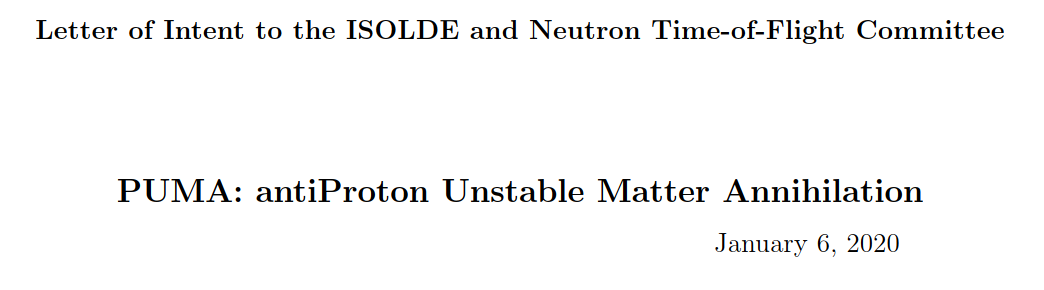 Letter of Intent to the ISOLDE and Neutron Time-of-Flight Committee
PUMA: antiProton Unstable Matter Annihilation
January 6, 2020